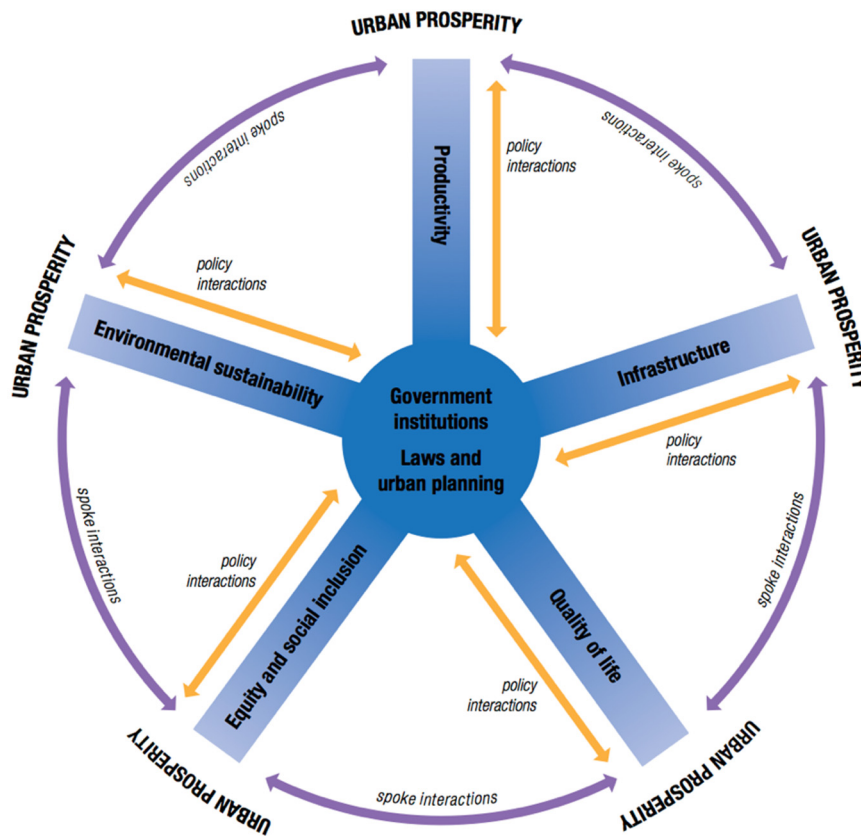 URBAN PROSPERITY
spoke interactions
spoke interactions
Productivity
policy
interactions
URBAN PROSPERITY
policy
interactions
Environmental sustainability
Infrastructure
URBAN PROSPERITY
Government
institutions
Laws and
urban planning
policy
interactions
spoke interactions
spoke interactions
policy
interactions
Equity and social inclusion
Quality of life
policy
interactions
URBAN PROSPERITY
URBAN PROSPERITY
spoke interactions